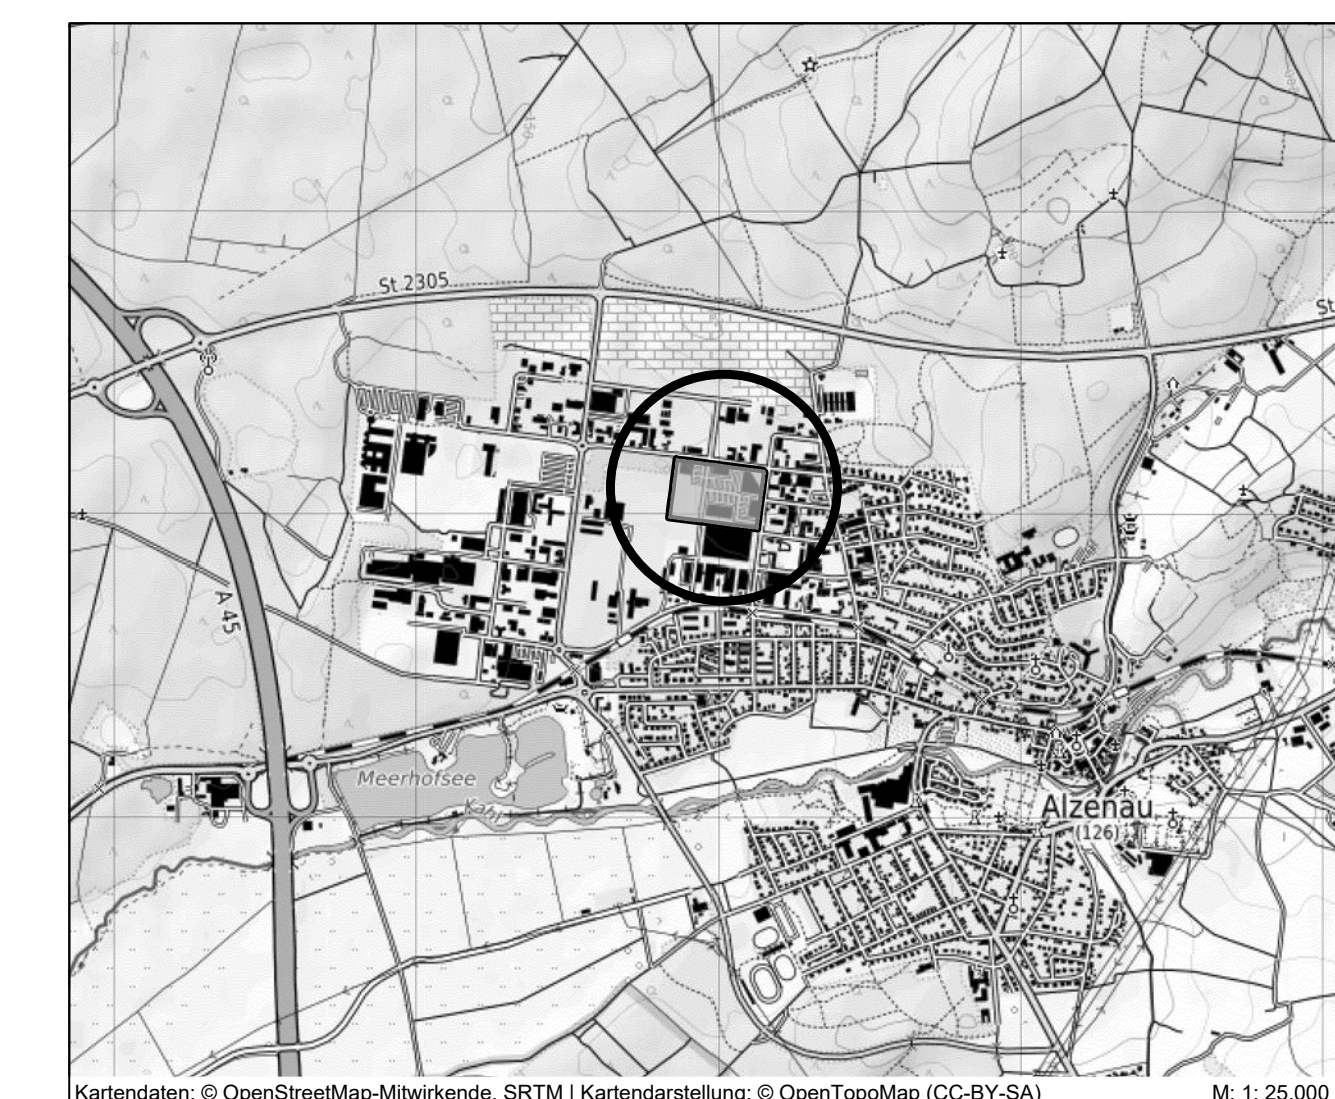 St 2305
St
A 45
Meerhofsee
Kahl
Alzenau
(126)
Kartendaten: © OpenStreetMap-Mitwirkende, SRTM | Kartendarstellung: © OpenTopoMap (CC-BY-SA)
M: 1: 25.000